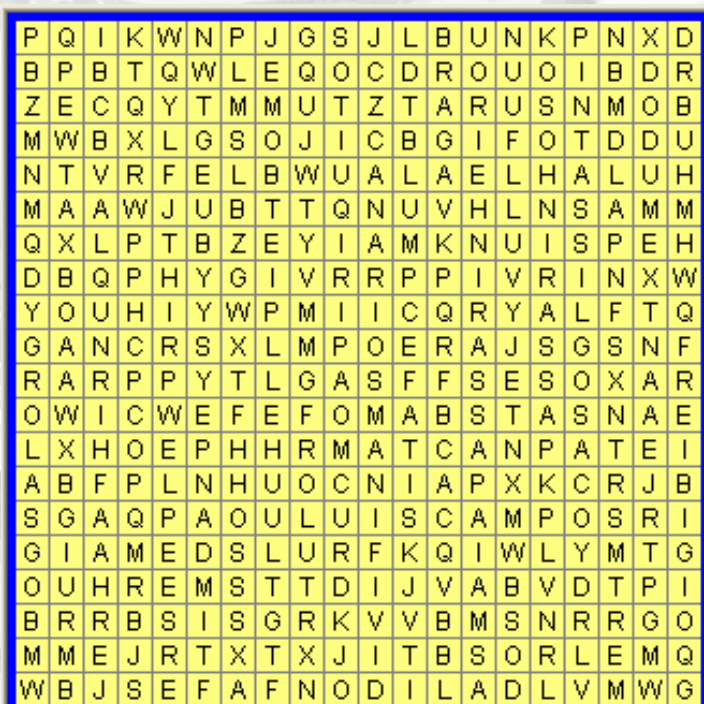 P Q I K W N P J G S J L B U N K P N X D
B P B T Q W L E Q O C D R O U O I B D R
Z E C Q Y T M M U T Z T A R U S N M O B
M W B X L G S O J I C B G I F O T D D U
N T V R F E L B W U A L A E L H A L U H
M A A W J U B T T Q N U V H L N S A M M
Q X L P T B Z E Y I A M K N U I S P E H
D B Q P H Y G I V R R P P I V R I N X W
Y O U H I Y W P M I I C Q R Y A L F T Q
G A N C R S X L M P O E R A J S G S N F
R A R P P Y T L G A S F F S E S O X A R
O W I C W E F E F O M A B S T A S N A E
L X H O E P H H R M A T C A N P A T E I
A B F P L N H U O C N I A P X K C R J B
S G A Q P A O U L U I S C A M P O S R I
G I A M E D S L U R F K Q I W L Y M T G
O U H R E M S T T D I J V A B V D T P I
B R R B S I S G R K V V B M S N R R G O
M M E J R T X T X J I T B S O R L E M Q
W B J S E F A F N O D I L A D L V M W G